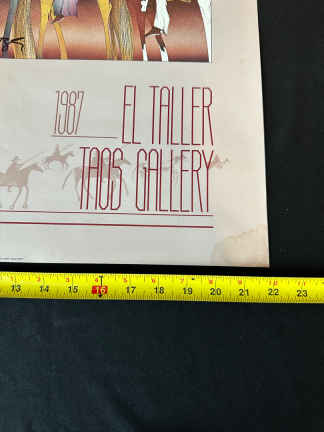 1987 EL TALLER
TAOS GALLERY
13 14 15 16 17 18 19 20 21 22 23